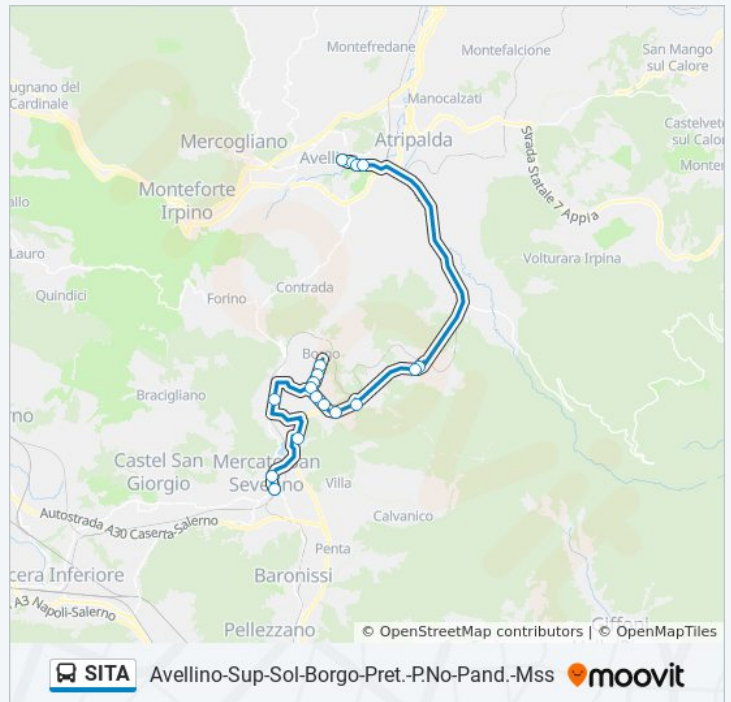 Montefredane
Montefalcione
San Mango
sul Calore
ugnano del
Cardinale
Manocalzati
Mercogliano
Avellino
Atripalda
Castelvete
sul Calor
Strada Statale 7 Appia
Monteforte
Irpino
Monter
allo
Lauro
Volturara Irpina
Quindici
Contrada
Forino
Borgo
Bracigliano
rno
Castel San
Giorgio
Mercato San
Severino
Villa
Autostrada A30 Caserta-Salerno
Calvanico
Penta
cera Inferiore
Baronissi
A3 Napoli-Salerno
Pellezzano
Giffoni
© OpenStreetMap contributors | © OpenMapTiles
SITA
Avellino-Sup-Sol-Borgo-Pret.-P.No-Pand.-Mss
moovit